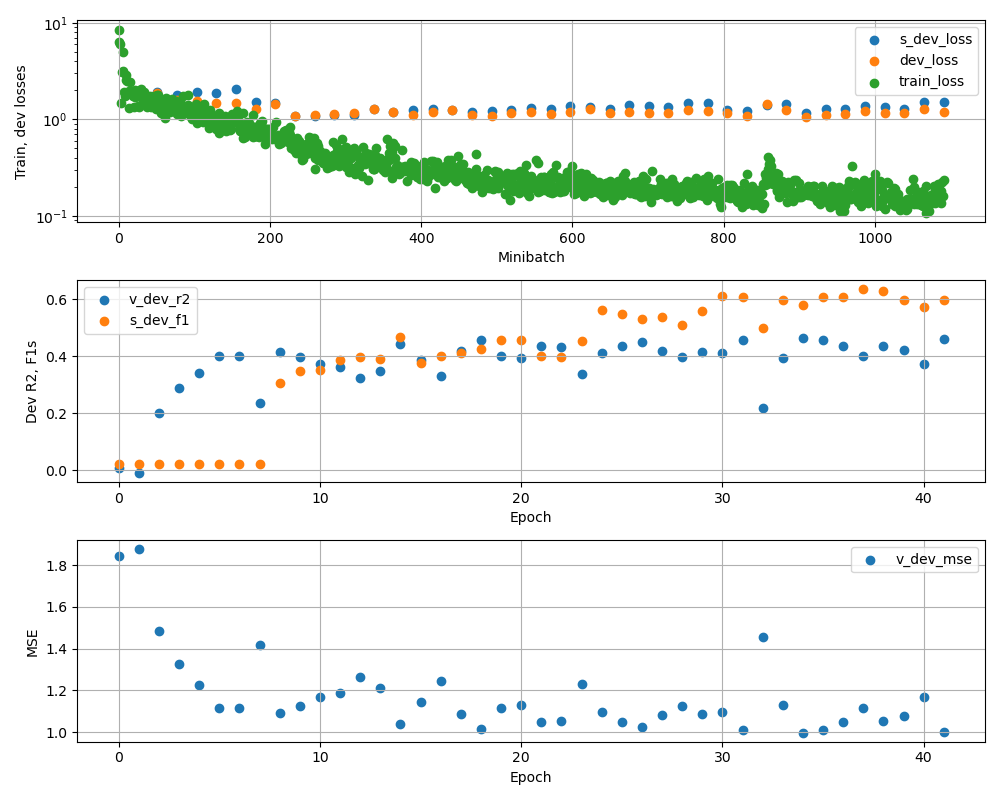 Train, dev losses
10¹
10⁰
10⁻¹
s_dev_loss
dev_loss
train_loss
0 200 400 600 800 1000
Minibatch
Dev R2, F1s
0.6
0.4
0.2
0.0
v_dev_r2
s_dev_f1
0 10 20 30 40
Epoch
MSE
1.8
1.6
1.4
1.2
1.0
v_dev_mse
0 10 20 30 40
Epoch